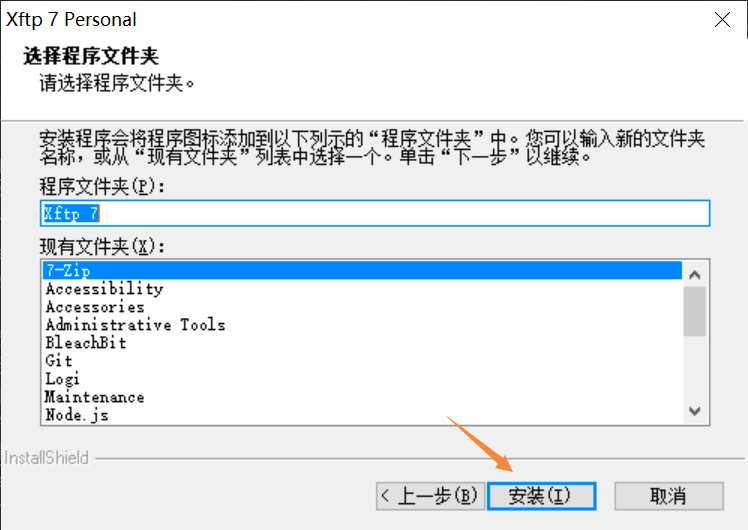 Xftp 7 Personal
选择程序文件夹
请选择程序文件夹。
安装程序会将程序图标添加到以下列示的“程序文件夹”中。您可以输入新的文件夹
名称，或从“现有文件夹”列表中选择一个。单击“下一步”以继续。
程序文件夹(P)：
Xftp 7
现有文件夹(X)：
7-Zip
Accessibility
Accessories
Administrative Tools
BleachBit
Git
Logi
Maintenance
Node.js
InstallShield
< 上一步(B) 安装(I) 取消